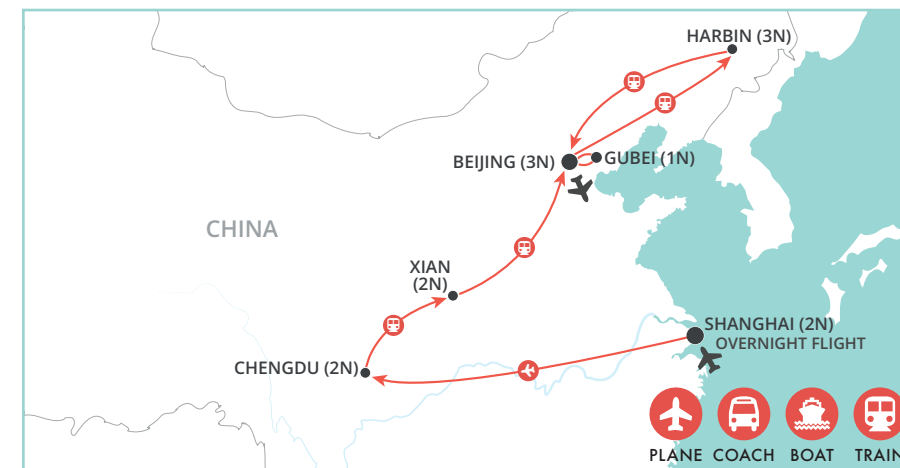 HARBIN (3N)
BEIJING (3N)
GUBEI (1N)
CHINA
XIAN
(2N)
SHANGHAI (2N)
OVERNIGHT FLIGHT
CHENGDU (2N)
PLANE COACH BOAT TRAIN